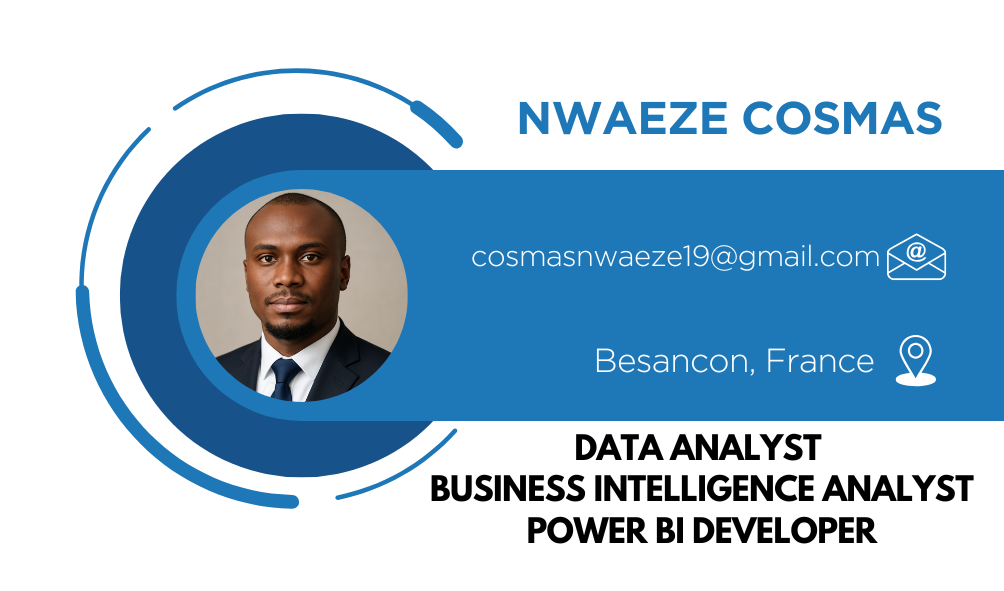 NWAEZE COSMAS
cosmasnwaeze19@gmail.com
Besancon, France
DATA ANALYST
BUSINESS INTELLIGENCE ANALYST
POWER BI DEVELOPER